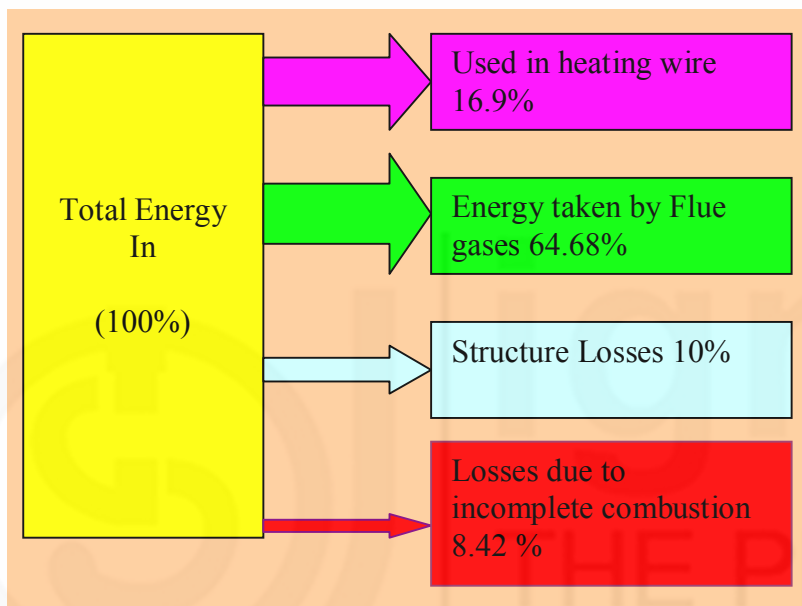 Total Energy
In
(100%)
Used in heating wire
16.9%
Energy taken by Flue
gases 64.68%
Structure Losses 10%
Losses due to
incomplete combustion
8.42 %
THE P